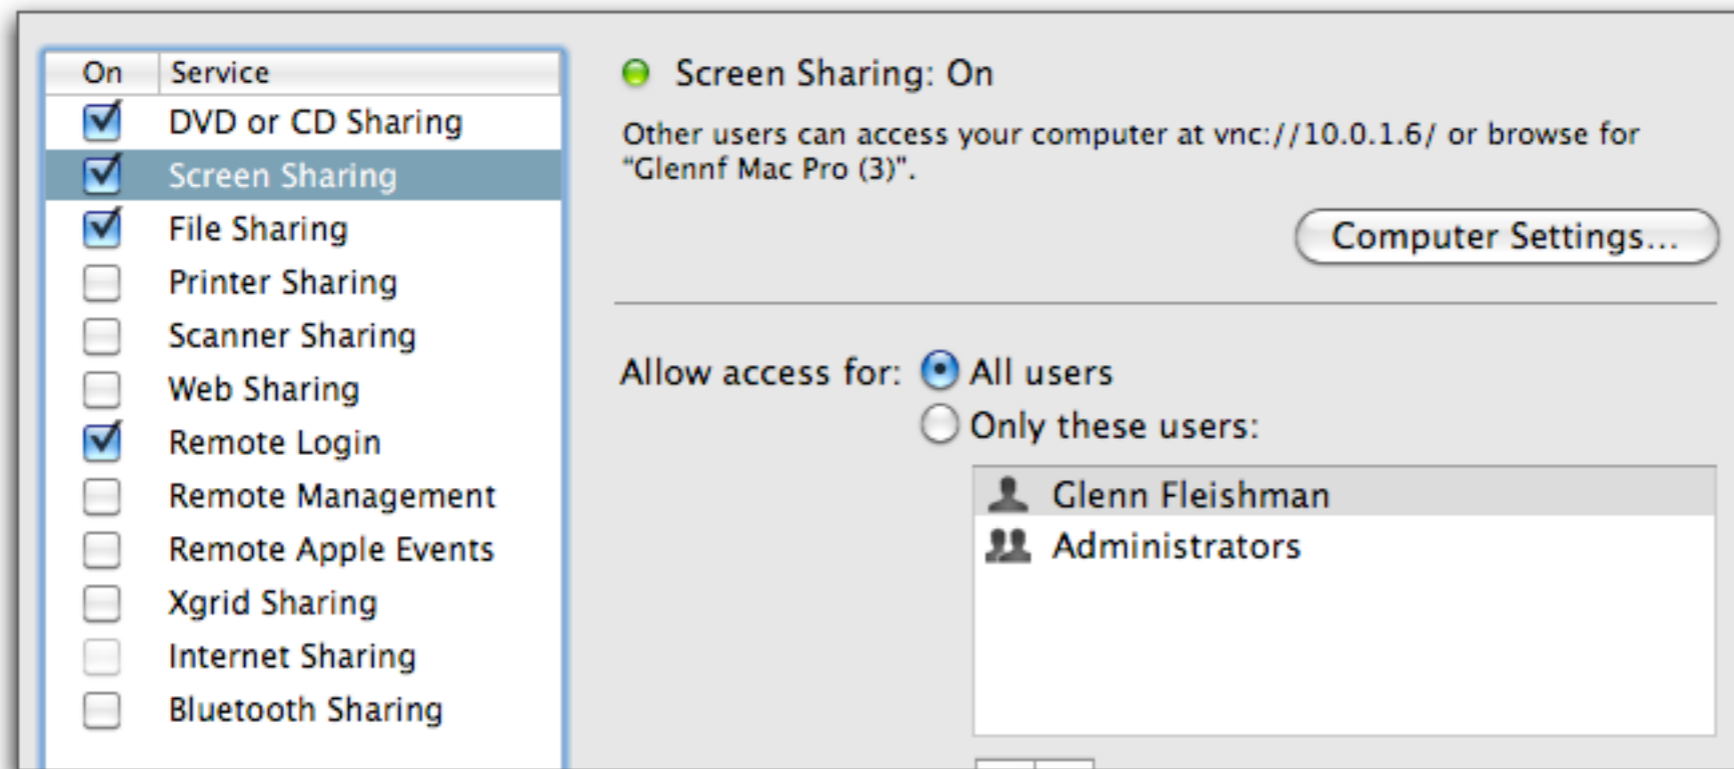 On Service
DVD or CD Sharing
Screen Sharing
File Sharing
Printer Sharing
Scanner Sharing
Web Sharing
Remote Login
Remote Management
Remote Apple Events
Xgrid Sharing
Internet Sharing
Bluetooth Sharing
Screen Sharing: On
Other users can access your computer at vnc://10.0.1.6/ or browse for
“Glennf Mac Pro (3)".
Computer Settings...
Allow access for: All users
Only these users:
Glenn Fleishman
Administrators